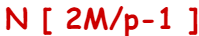 N [ 2M/p-1 ]